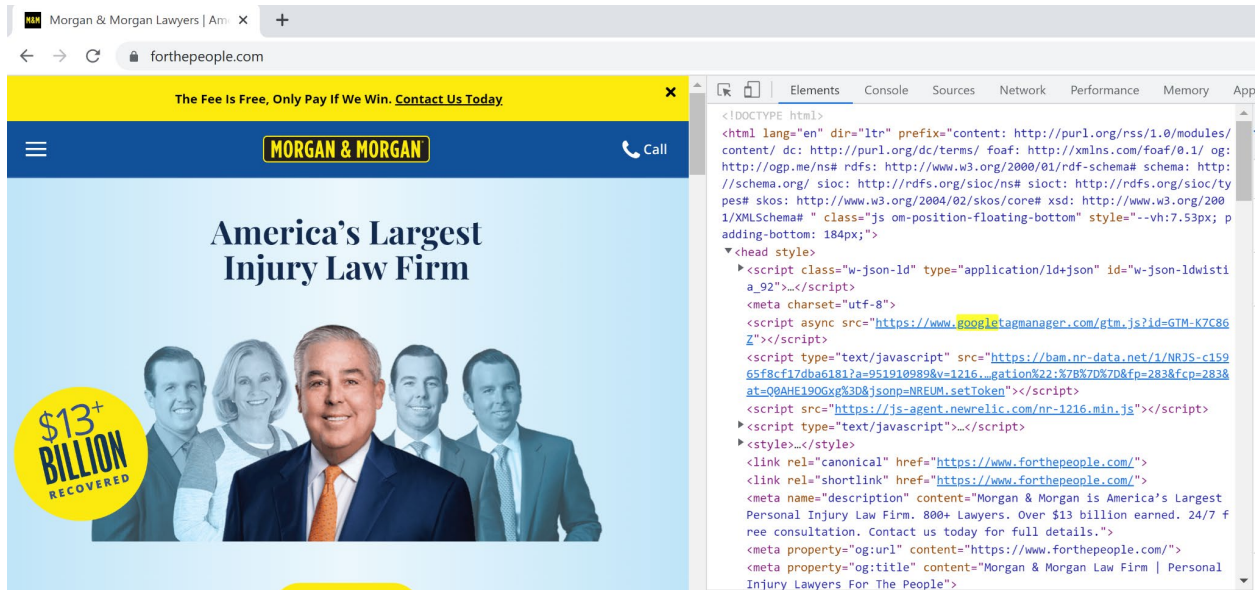 M&M Morgan & Morgan Lawyers | Am
forthepeople.com
The Fee Is Free, Only Pay If We Win. Contact Us Today
MORGAN & MORGAN
Call
America's Largest
Injury Law Firm
$13+
BILLION
RECOVERED
Elements Console Sources Network Performance Memory App
<!DOCTYPE html>
<html lang="en" dir="ltr" prefix="content: http://purl.org/rss/1.0/modules/
content/ dc: http://purl.org/dc/terms/ foaf: http://xmlns.com/foaf/0.1/ og:
http://ogp.me/ns# rdfs: http://www.w3.org/2000/01/rdf-schema# schema: http:
//schema.org/ sioc: http://rdfs.org/sioc/ns# sioct: http://rdfs.org/sioc/ty
pes# skos: http://www.w3.org/2004/02/skos/core# xsd: http://www.w3.org/200
1/XMLSchema# " class="js om-position-floating-bottom" style="--vh:7.53px; p
adding-bottom: 184px;">
<head style>
<script class="w-json-ld" type="application/ld+json" id="w-json-ldwisti
a_92">…</script>
<meta charset="utf-8">
<script async src="https://www.googletagmanager.com/gtm.js?id=GTM-K7C86
Z"></script>
<script type="text/javascript" src="https://bam.nr-data.net/1/NRJS-c159
65f8cf17dba6181?a=951910989&v=1216.…gation%22:%7B%7D%7D&fp=283&fcp=283&
at=Q0AHE19OGxg%3D&jsonp=NREUM.setToken"></script>
<script src="https://js-agent.newrelic.com/nr-1216.min.js"></script>
<script type="text/javascript">…</script>
<style>…</style>
<link rel="canonical" href="https://www.forthepeople.com/">
<link rel="shortlink" href="https://www.forthepeople.com/">
<meta name="description" content="Morgan & Morgan is America's Largest
Personal Injury Law Firm. 800+ Lawyers. Over $13 billion earned. 24/7 f
ree consultation. Contact us today for full details.">
<meta property="og:url" content="https://www.forthepeople.com/">
<meta property="og:title" content="Morgan & Morgan Law Firm | Personal
Injury Lawyers For The People">